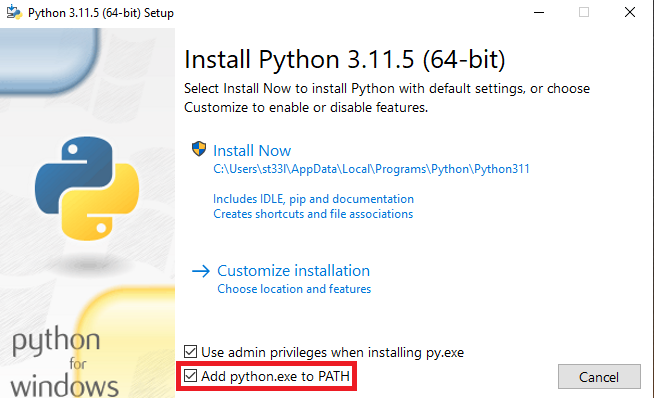 Python 3.11.5 (64-bit) Setup
Install Python 3.11.5 (64-bit)
Select Install Now to install Python with default settings, or choose
Customize to enable or disable features.
Install Now
C:\Users\st33l\AppData\Local\Programs\Python\Python311
Includes IDLE, pip and documentation
Creates shortcuts and file associations
Customize installation
Choose location and features
Use admin privileges when installing py.exe
Add python.exe to PATH
Cancel
python
for
windows